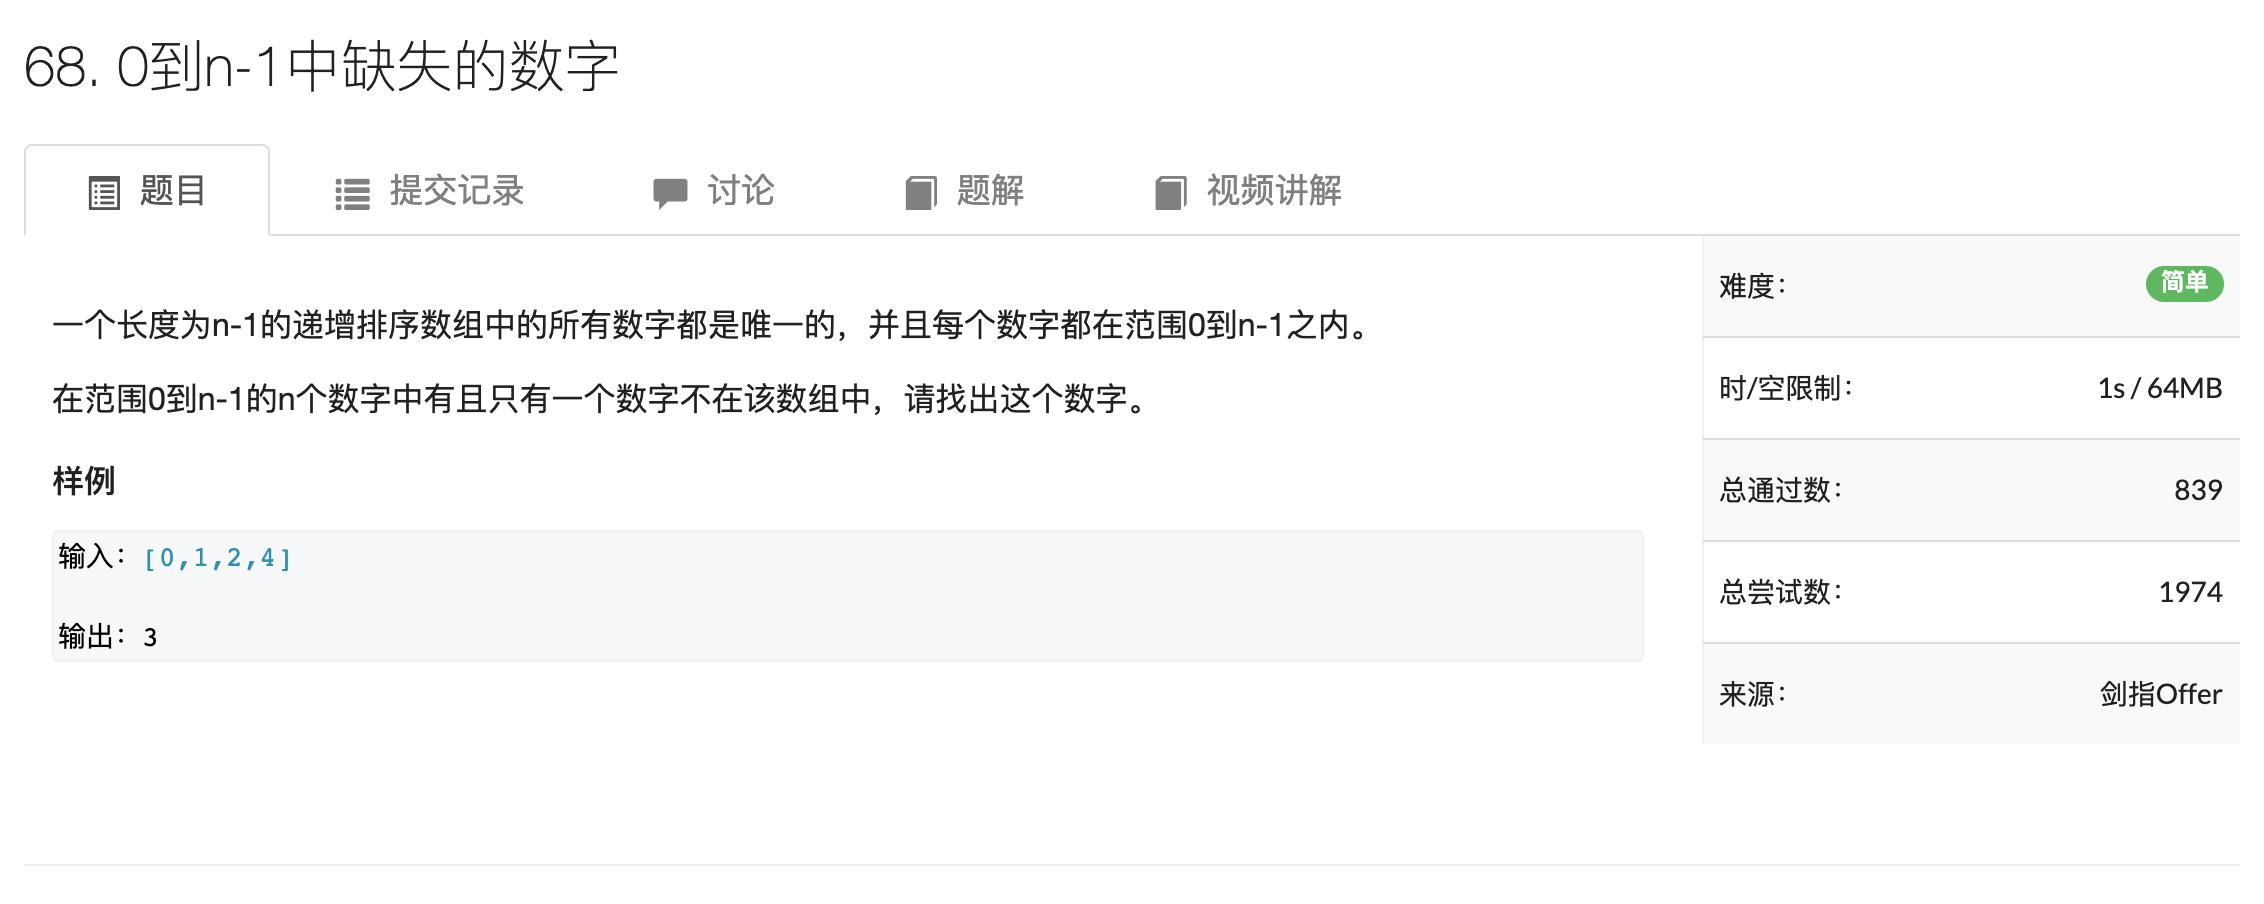 68. 0到n-1中缺失的数字
题目 提交记录 讨论 题解 视频讲解
一个长度为n-1的递增排序数组中的所有数字都是唯一的，并且每个数字都在范围0到n-1之内。
在范围0到n-1的n个数字中有且只有一个数字不在该数组中，请找出这个数字。
样例
输入：[0,1,2,4]
输出：3
难度： 简单
时/空限制： 1s / 64MB
总通过数： 839
总尝试数： 1974
来源： 剑指Offer